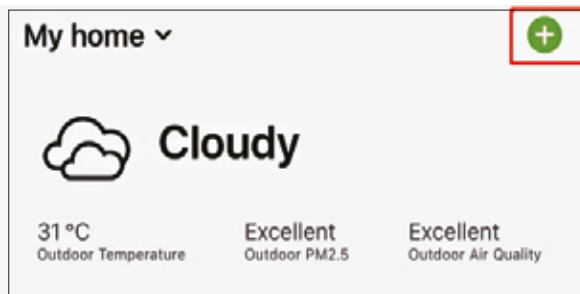 My home
Cloudy
31 °C
Outdoor Temperature
Excellent
Outdoor PM2.5
Excellent
Outdoor Air Quality